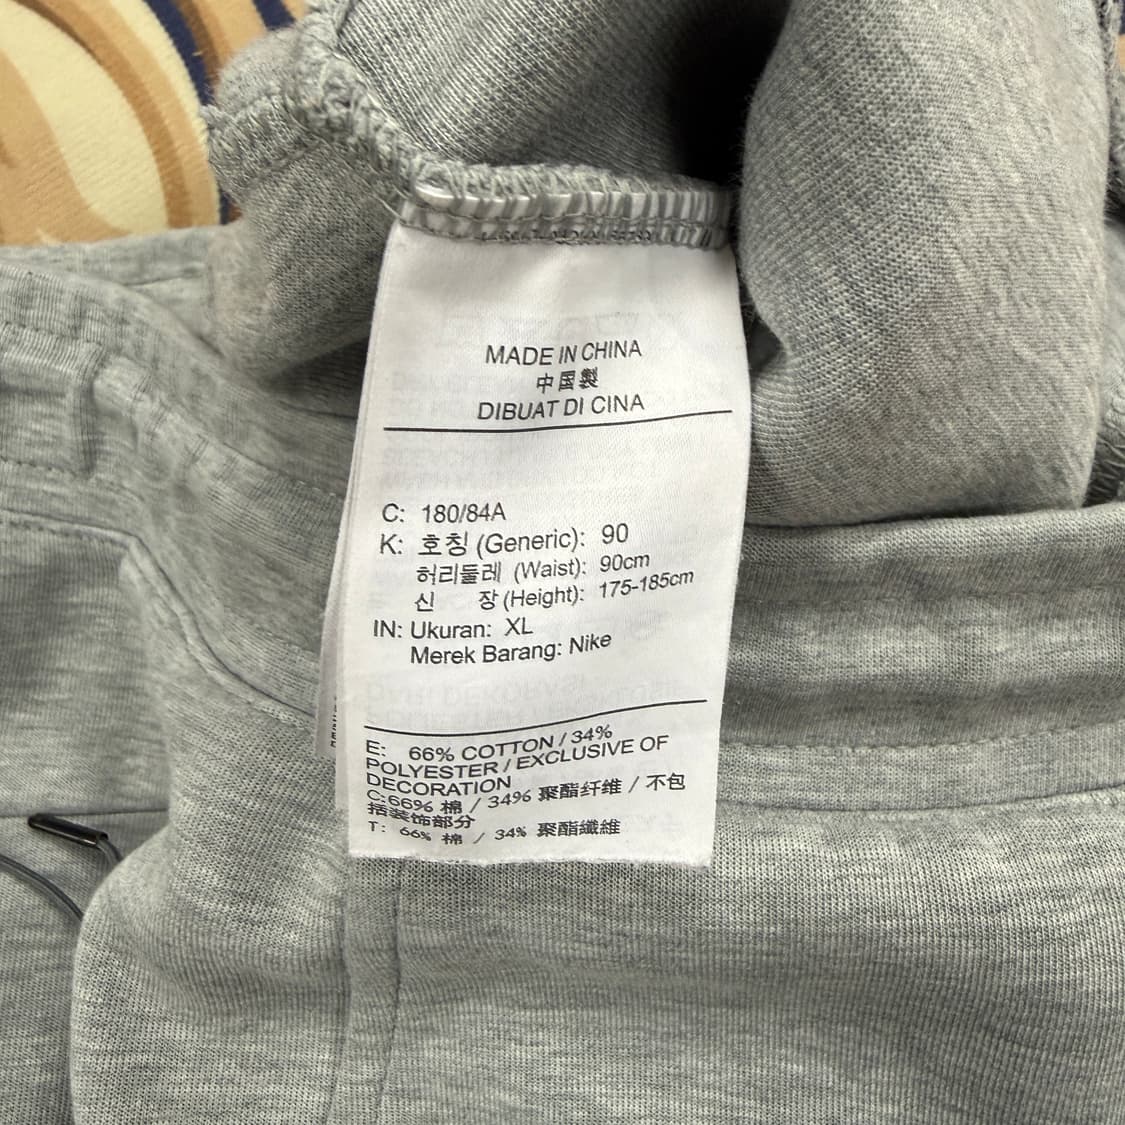 MADE IN CHINA
中国製
DIBUAT DI CINA
C: 180/84A
K: 호칭 (Generic): 90
허리둘레 (Waist): 90cm
신 장 (Height): 175-185cm
IN: Ukuran: XL
Merek Barang: Nike
E: 66% COTTON / 34%
POLYESTER / EXCLUSIVE OF
DECORATION
C:66% 棉 / 34% 聚酯纤维 / 不包
括装饰部分
T: 66% 棉 / 34% 聚酯纖維